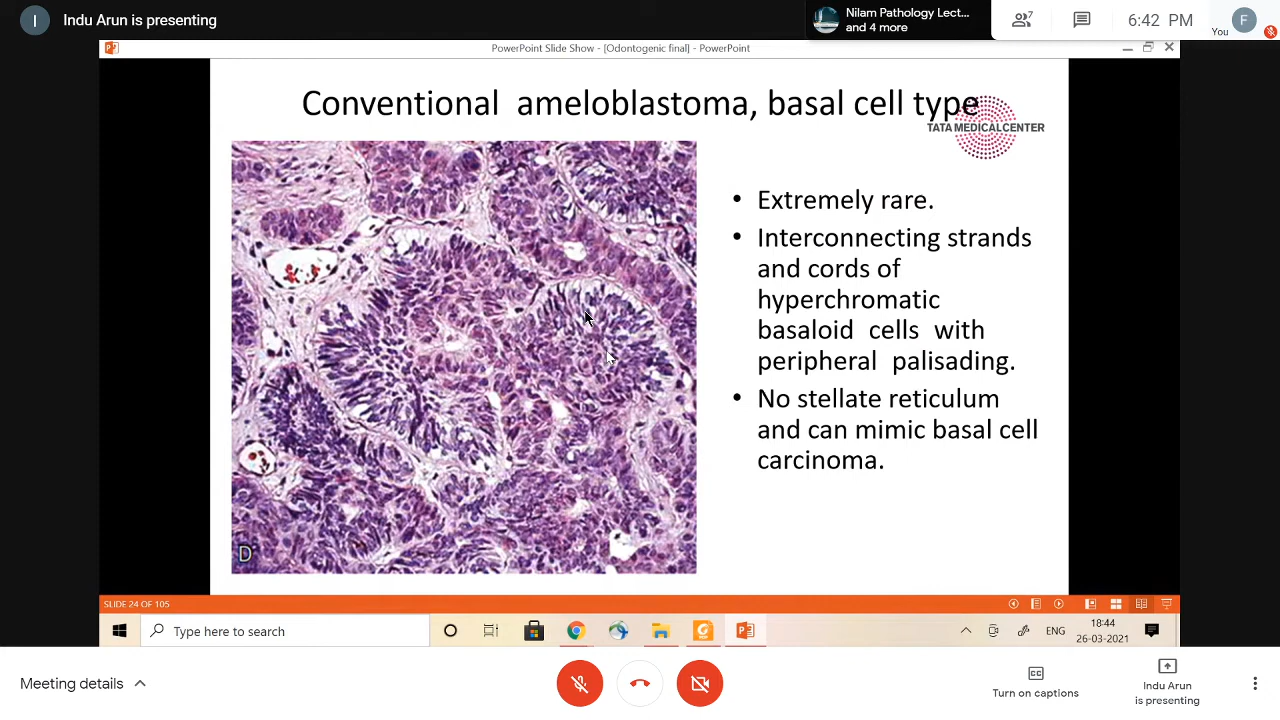 I
Indu Arun is presenting
Nilam Pathology Lect...
and 4 more
7
6:42 PM
F
You
PowerPoint Slide Show - [Odontogenic final] - PowerPoint
Conventional ameloblastoma, basal cell type
TATA MEDICAL CENTER
• Extremely rare.
• Interconnecting strands
and cords of
hyperchromatic
basaloid cells with
peripheral palisading.
• No stellate reticulum
and can mimic basal cell
carcinoma.
D
SLIDE 24 OF 105
Type here to search
ENG
18:44
26-03-2021
Meeting details
CC
Turn on captions
Indu Arun
is presenting